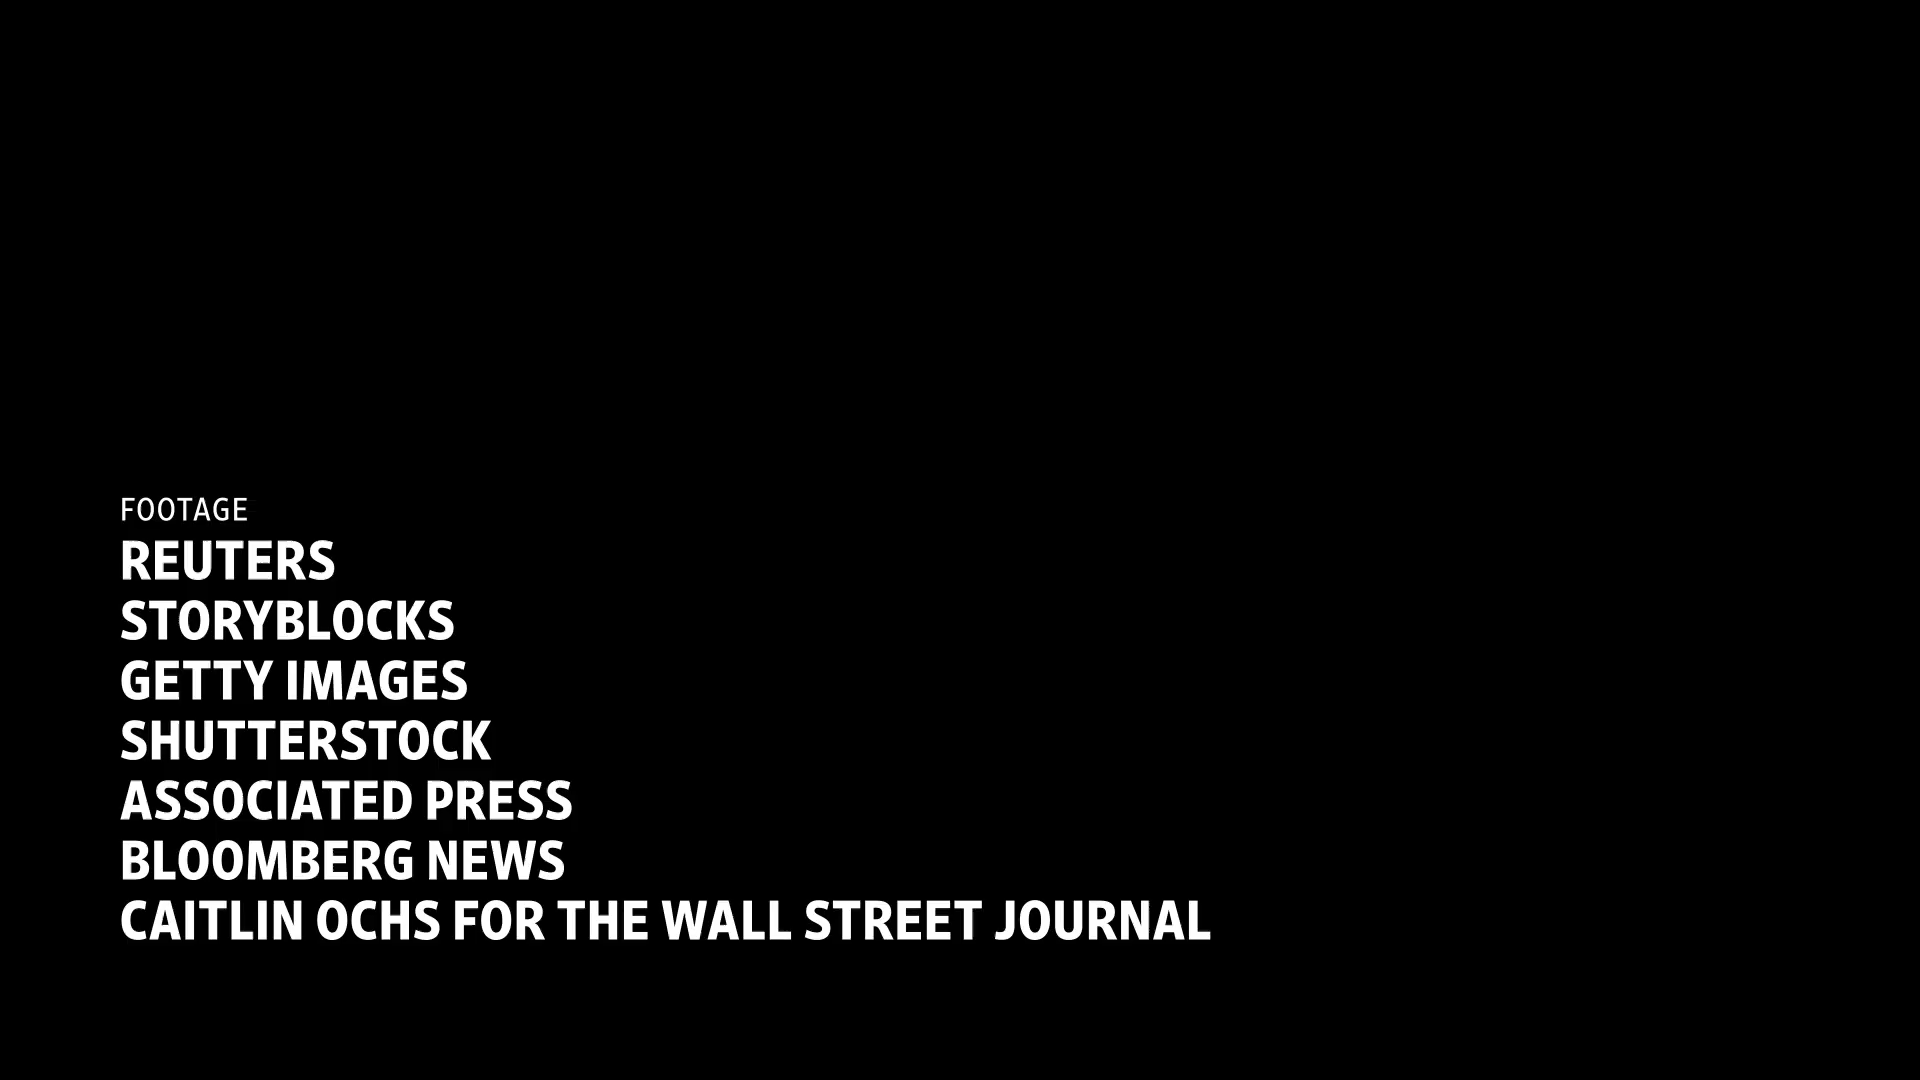 FOOTAGE
REUTERS
STORYBLOCKS
GETTY IMAGES
SHUTTERSTOCK
ASSOCIATED PRESS
BLOOMBERG NEWS
CAITLIN OCHS FOR THE WALL STREET JOURNAL